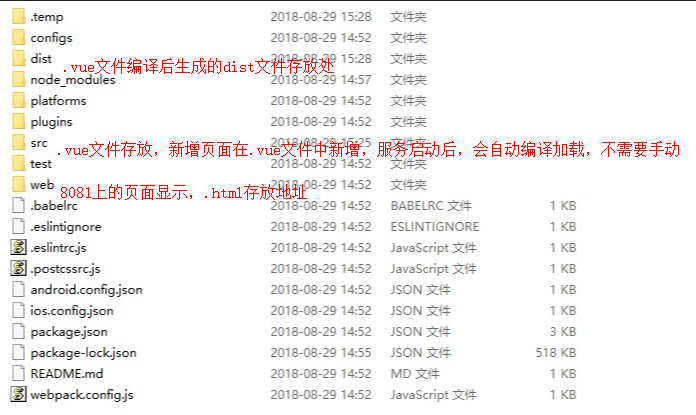 .temp 2018-08-29 15:28 文件夹
configs 2018-08-29 14:52 文件夹
dist 2018-08-29 15:28 文件夹
.vue文件编译后生成的dist文件存放处
node_modules 2018-08-29 14:57 文件夹
platforms 2018-08-29 14:52 文件夹
plugins 2018-08-29 14:52 文件夹
src 2018-08-29 15:25 文件夹
.vue文件存放，新增页面在.vue文件中新增，服务启动后，会自动编译加载，不需要手动
test 2018-08-29 14:52 文件夹
web 2018-08-29 14:52 文件夹
8081上的页面显示，.html存放地址
.babelrc 2018-08-29 14:52 BABELRC 文件 1 KB
.eslintignore 2018-08-29 14:52 ESLINTIGNORE 1 KB
.eslintrc.js 2018-08-29 14:52 JavaScript 文件 1 KB
.postcssrc.js 2018-08-29 14:52 JavaScript 文件 1 KB
android.config.json 2018-08-29 14:52 JSON 文件 1 KB
ios.config.json 2018-08-29 14:52 JSON 文件 1 KB
package.json 2018-08-29 14:52 JSON 文件 3 KB
package-lock.json 2018-08-29 14:55 JSON 文件 518 KB
README.md 2018-08-29 14:52 MD 文件 1 KB
webpack.config.js 2018-08-29 14:52 JavaScript 文件 1 KB